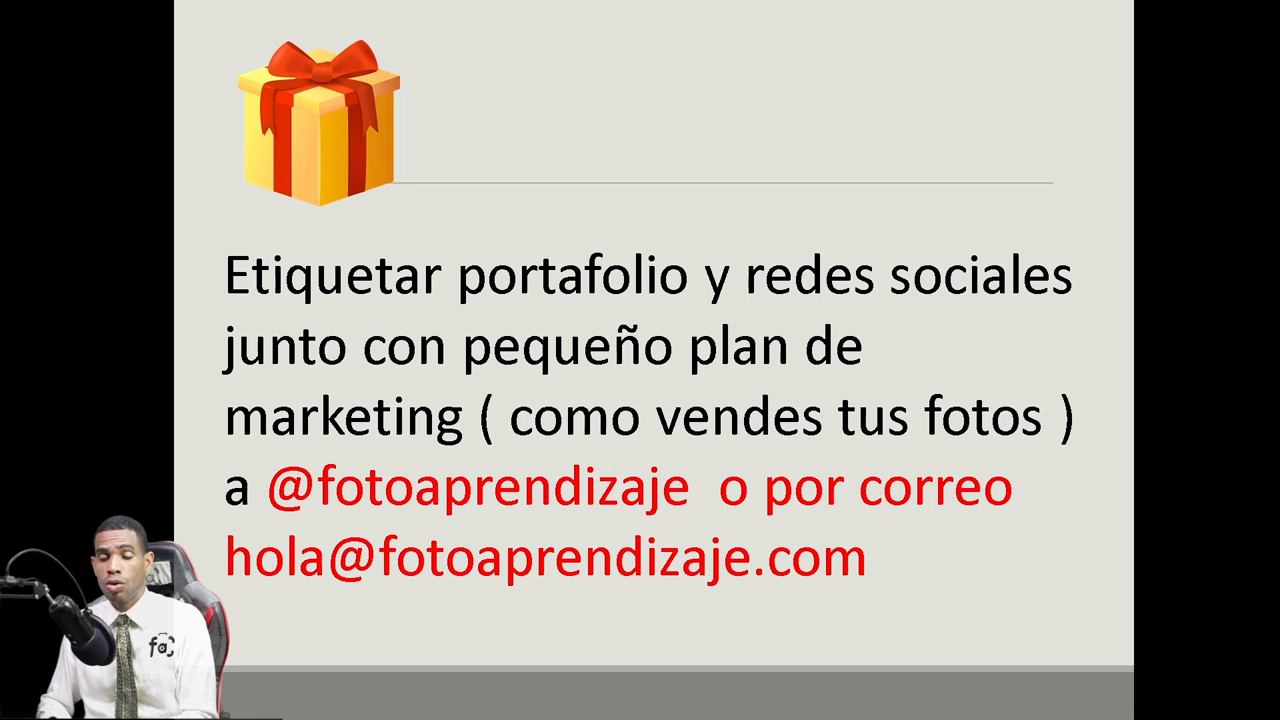 Etiquetar portafolio y redes sociales
junto con pequeño plan de
marketing ( como vendes tus fotos )
a @fotoaprendizaje o por correo
hola@fotoaprendizaje.com
fac